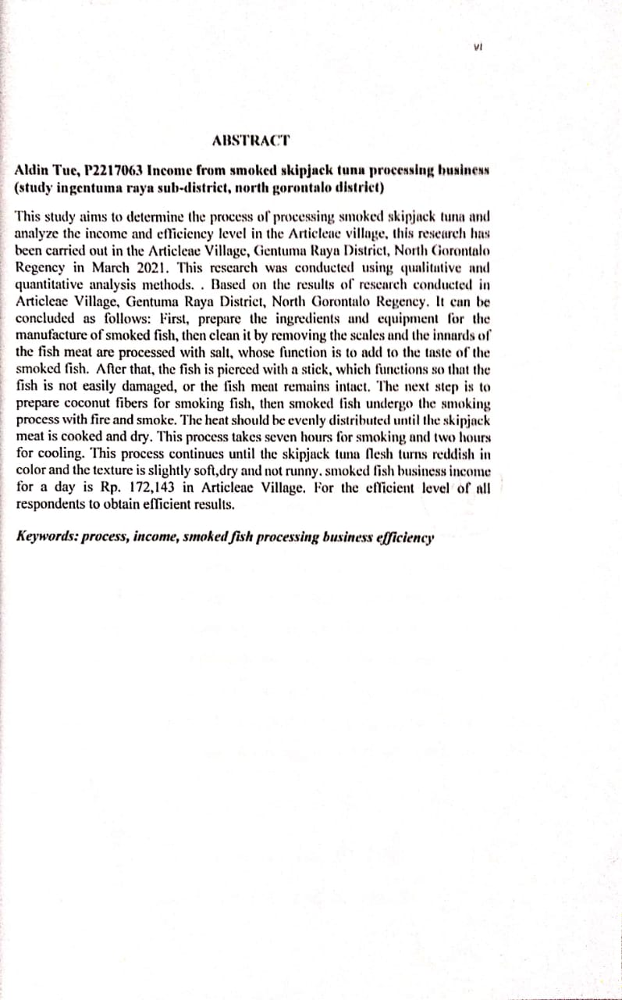 vi
ABSTRACT
Aldin Tue, P2217063 Income from smoked skipjack tuna processing business
(study ingentuma raya sub-district, north gorontalo district)
This study aims to determine the process of processing smoked skipjack tuna and
analyze the income and efficiency level in the Articleae village, this research has
been carried out in the Articleae Village, Gentuma Raya District, North Gorontalo
Regency in March 2021. This research was conducted using qualitative and
quantitative analysis methods. . Based on the results of research conducted in
Articleae Village, Gentuma Raya District, North Gorontalo Regency. It can be
concluded as follows: First, prepare the ingredients and equipment for the
manufacture of smoked fish, then clean it by removing the scales and the innards of
the fish meat are processed with salt, whose function is to add to the taste of the
smoked fish. After that, the fish is pierced with a stick, which functions so that the
fish is not easily damaged, or the fish meat remains intact. The next step is to
prepare coconut fibers for smoking fish, then smoked fish undergo the smoking
process with fire and smoke. The heat should be evenly distributed until the skipjack
meat is cooked and dry. This process takes seven hours for smoking and two hours
for cooling. This process continues until the skipjack tuna flesh turns reddish in
color and the texture is slightly soft,dry and not runny. smoked fish business income
for a day is Rp. 172,143 in Articleae Village. For the efficient level of all
respondents to obtain efficient results.
Keywords: process, income, smoked fish processing business efficiency